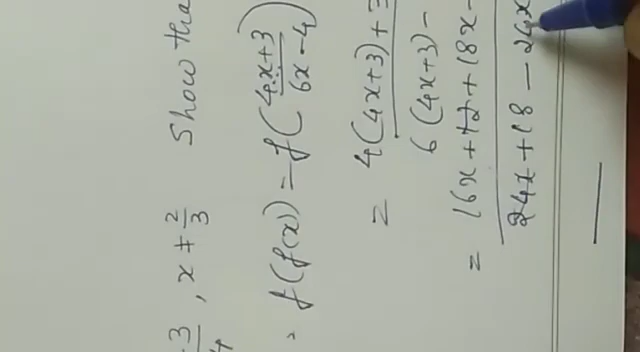 3/4, x ≠ 2/3 Show tha
= f(f(x)) = f((4x+3)/(6x-4))
= 4(4x+3)+3
6(4x+3)-
= 16x+12+18x-
24x+18-24x